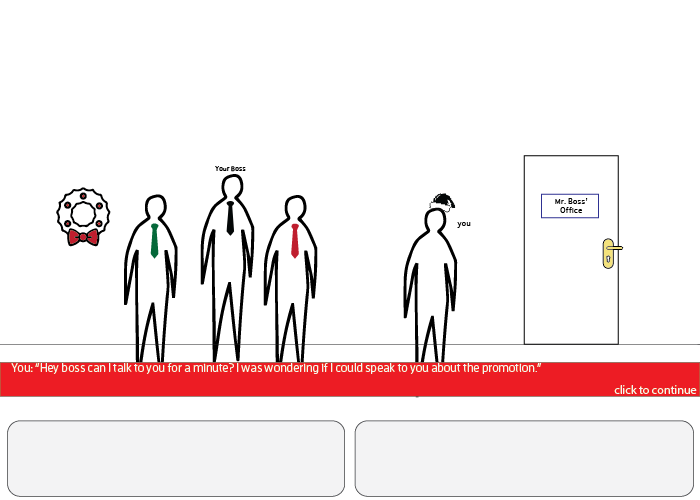 Your Boss
you
Mr. Boss'
Office
You: "Hey boss can I talk to you for a minute? I was wondering if I could speak to you about the promotion."
click to continue